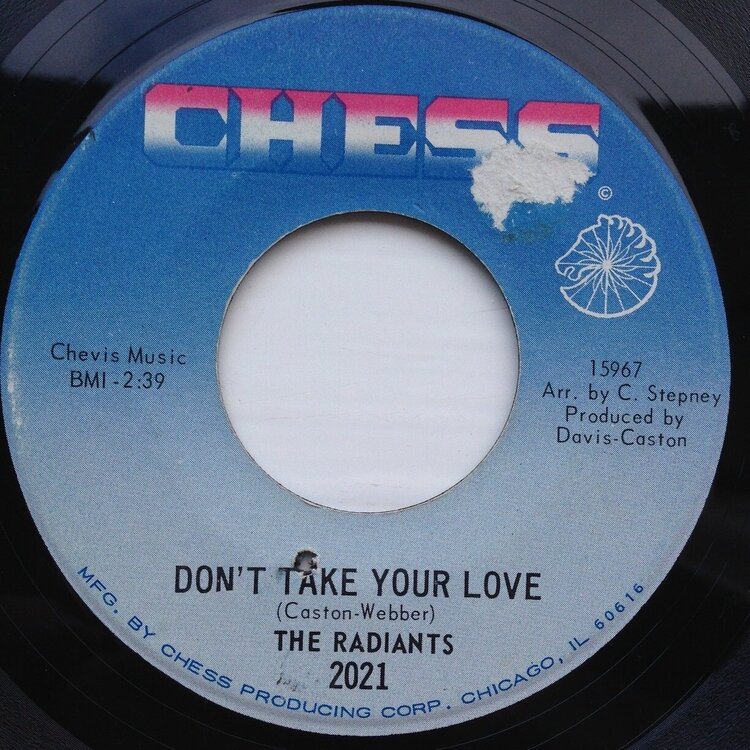 CHESS
©
Chevis Music
BMI - 2:39
15967
Arr. by C. Stepney
Produced by
Davis-Caston
DON'T TAKE YOUR LOVE
(Caston-Webber)
THE RADIANTS
2021
MFG. BY CHESS PRODUCING CORP. CHICAGO, IL 60616